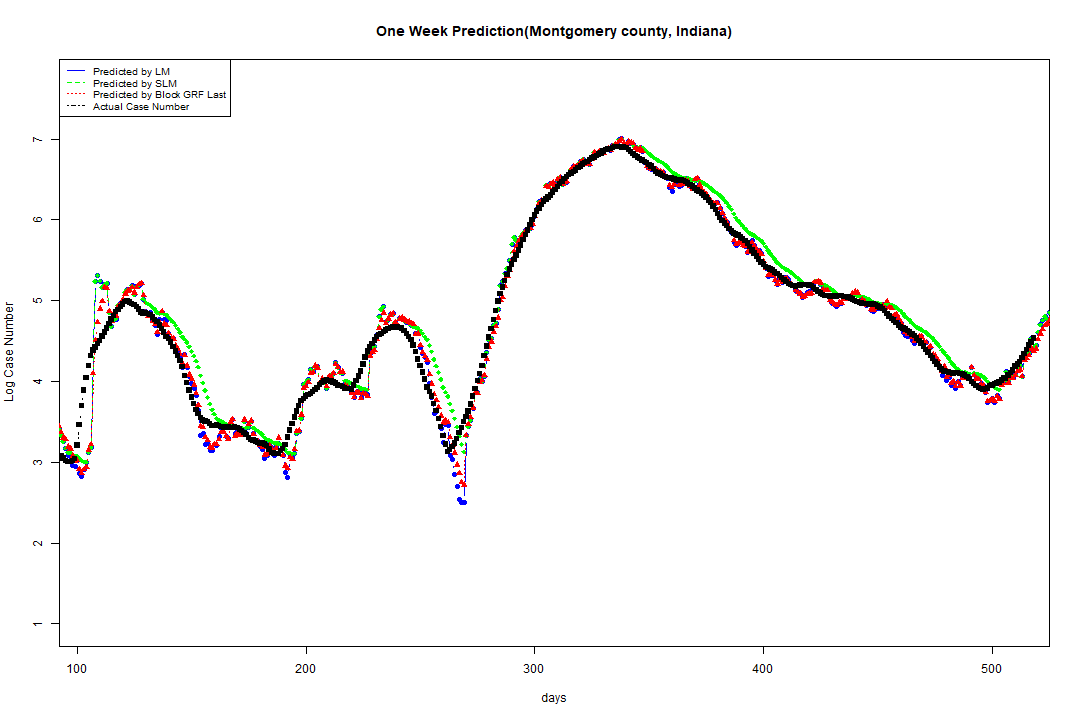 One Week Prediction(Montgomery county, Indiana)
Predicted by LM
Predicted by SLM
Predicted by Block GRF Last
Actual Case Number
Log Case Number
7
6
5
4
3
2
1
100 200 300 400 500
days